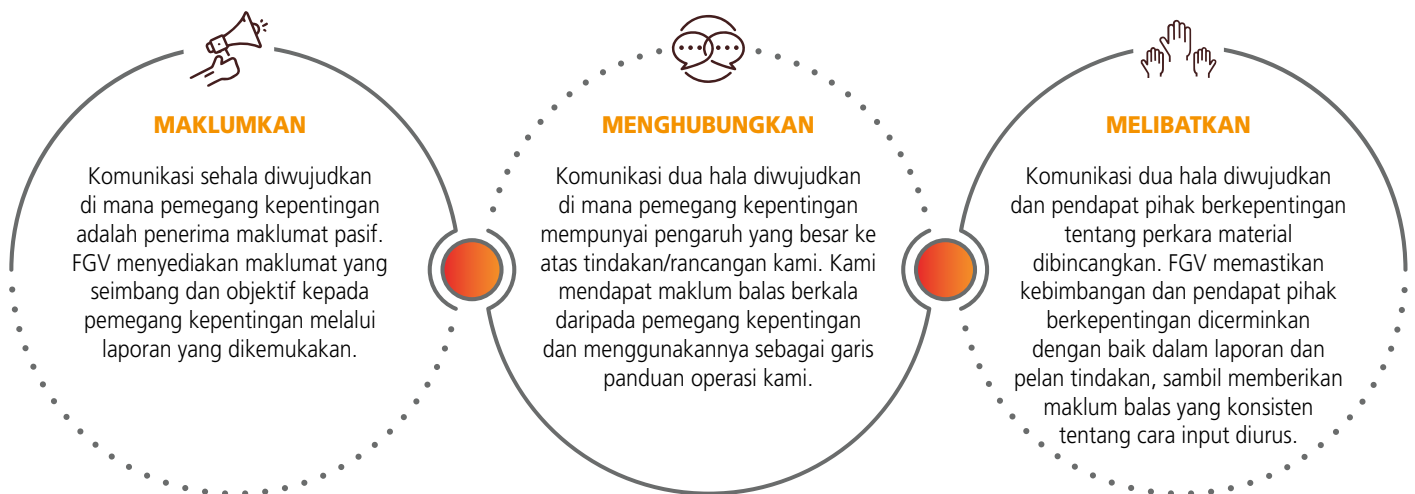 MAKLUMKAN
Komunikasi sehala diwujudkan
di mana pemegang kepentingan
adalah penerima maklumat pasif.
FGV menyediakan maklumat yang
seimbang dan objektif kepada
pemegang kepentingan melalui
laporan yang dikemukakan.
MENGHUBUNGKAN
Komunikasi dua hala diwujudkan
di mana pemegang kepentingan
mempunyai pengaruh yang besar ke
atas tindakan/rancangan kami. Kami
mendapat maklum balas berkala
daripada pemegang kepentingan
dan menggunakannya sebagai garis
panduan operasi kami.
MELIBATKAN
Komunikasi dua hala diwujudkan
dan pendapat pihak berkepentingan
tentang perkara material
dibincangkan. FGV memastikan
kebimbangan dan pendapat pihak
berkepentingan dicerminkan
dengan baik dalam laporan dan
pelan tindakan, sambil memberikan
maklum balas yang konsisten
tentang cara input diurus.